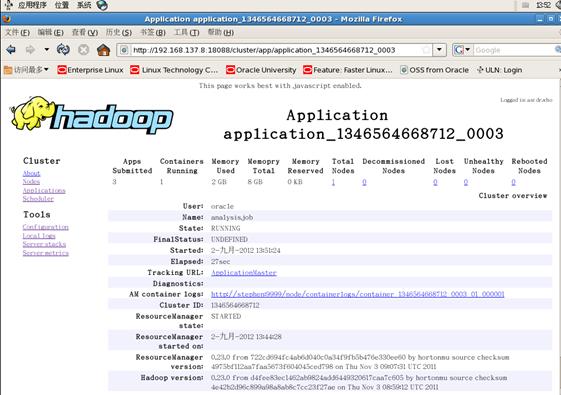 应用程序 位置 系统 13:52
Application application_1346564668712_0003 - Mozilla Firefox
文件(F) 编辑(E) 查看(V) 历史(S) 书签(B) 工具(T) 帮助(H)
http://192.168.137.8:18088/cluster/app/application_1346564668712_0003 Google
访问最多 Enterprise Linux Linux Technology C... Oracle University Feature: Faster Linux... OSS from Oracle ULN: Login
This page works best with javascript enabled.
Logged in as: dr.who
hadoop
Application
application_1346564668712_0003
Cluster
About
Nodes
Applications
Scheduler
Tools
Configuration
Local logs
Server stacks
Server metrics
Apps Submitted Containers Running Memory Used Memopry Total Memory Reserved Total Nodes Decommissioned Nodes Lost Nodes Unhealthy Nodes Rebooted Nodes
3 1 2 GB 8 GB 0 KB 1 0 0 0 0
Cluster overview
User: oracle
Name: analysis.job
State: RUNNING
FinalStatus: UNDEFINED
Started: 2-九月-2012 13:51:24
Elapsed: 27sec
Tracking URL: ApplicationMaster
Diagnostics:
AM container logs: http://stephen:9999/node/containerlogs/container_1346564668712_0003_01_000001
Cluster ID: 1346564668712
ResourceManager state: STARTED
ResourceManager started on: 2-九月-2012 13:44:28
ResourceManager version: 0.23.0 from 722cd694fc4ab6d040c0a34f9fb5b476e330ee60 by hortonmu source checksum
4975bf112aa7faa5673f604045ced798 on Thu Nov 3 09:07:31 UTC 2011
Hadoop version: 0.23.0 from d4fee83ec1462ab9824add6449320617caa7c605 by hortonmu source checksum
4e42b2d96c899a98a8ab8c7cc23f27ae on Thu Nov 3 08:59:12 UTC 2011